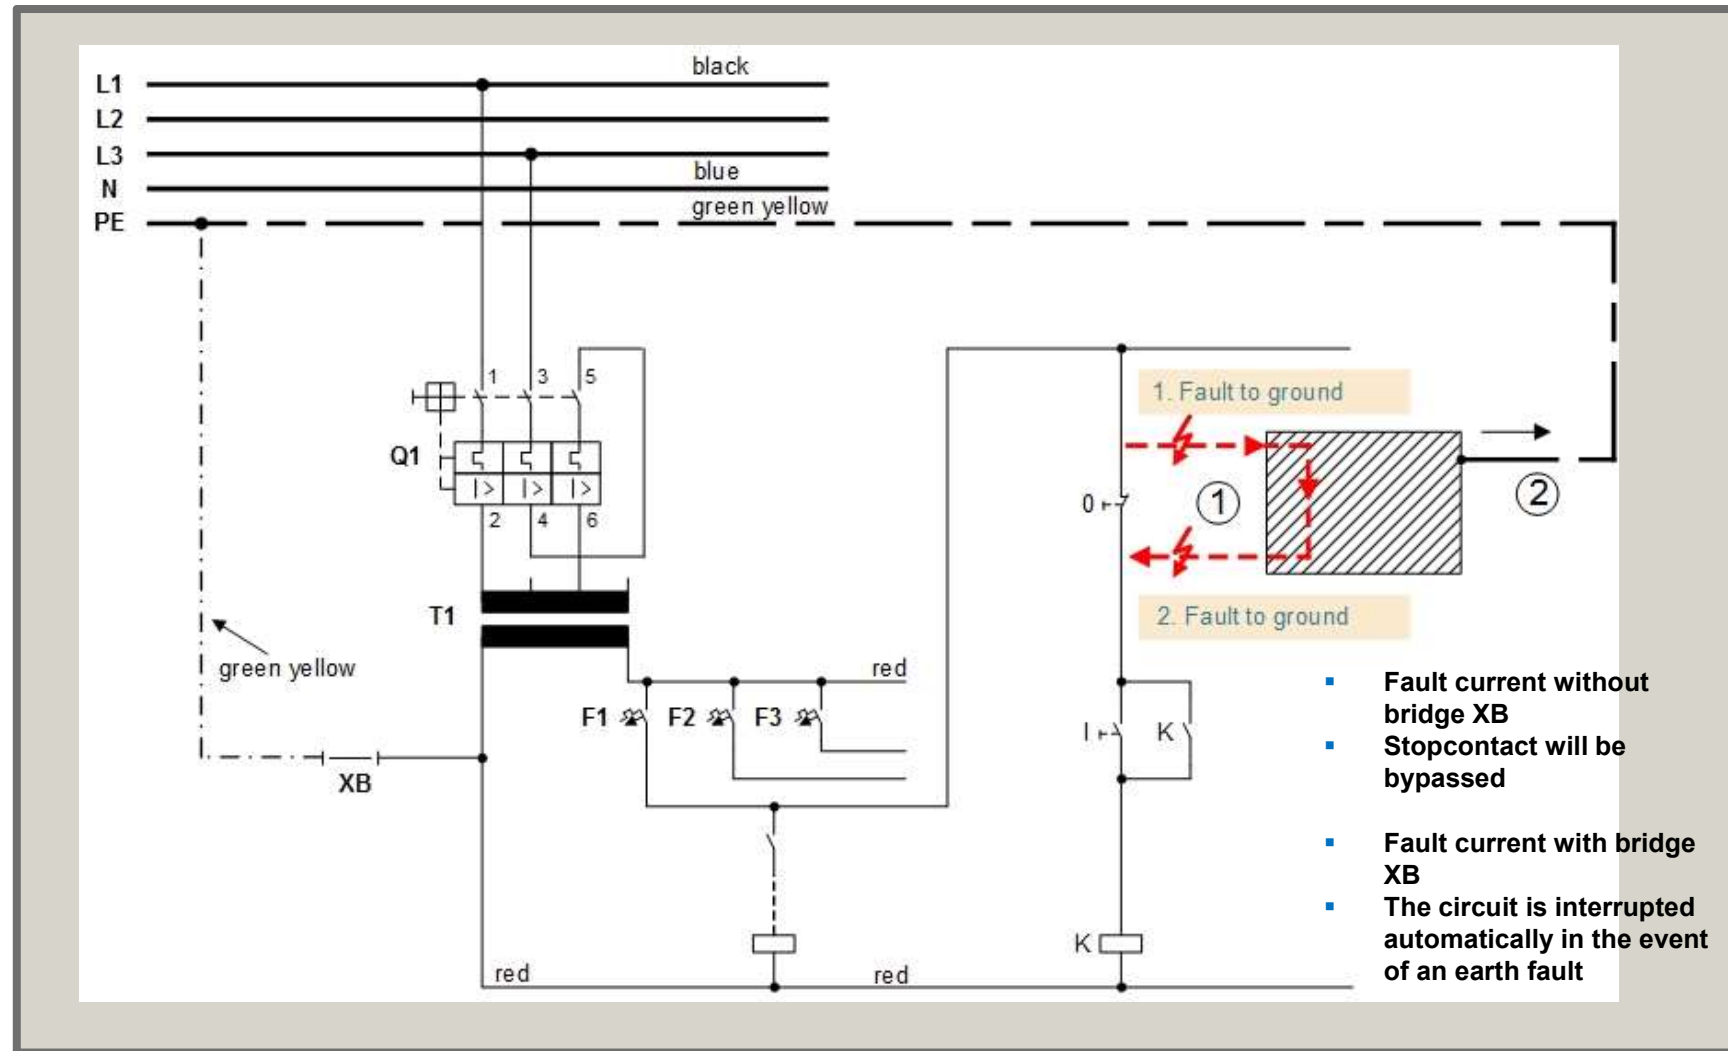 black
L1
L2
L3
blue
N
green yellow
PE
1 3 5
1. Fault to ground
Q1
I> I> I>
2 4 6
0
1
2
T1
2. Fault to ground
green yellow
red
F1 F2 F3
I K
XB
K
red red
Fault current without
bridge XB
Stopcontact will be
bypassed
Fault current with bridge
XB
The circuit is interrupted
automatically in the event
of an earth fault